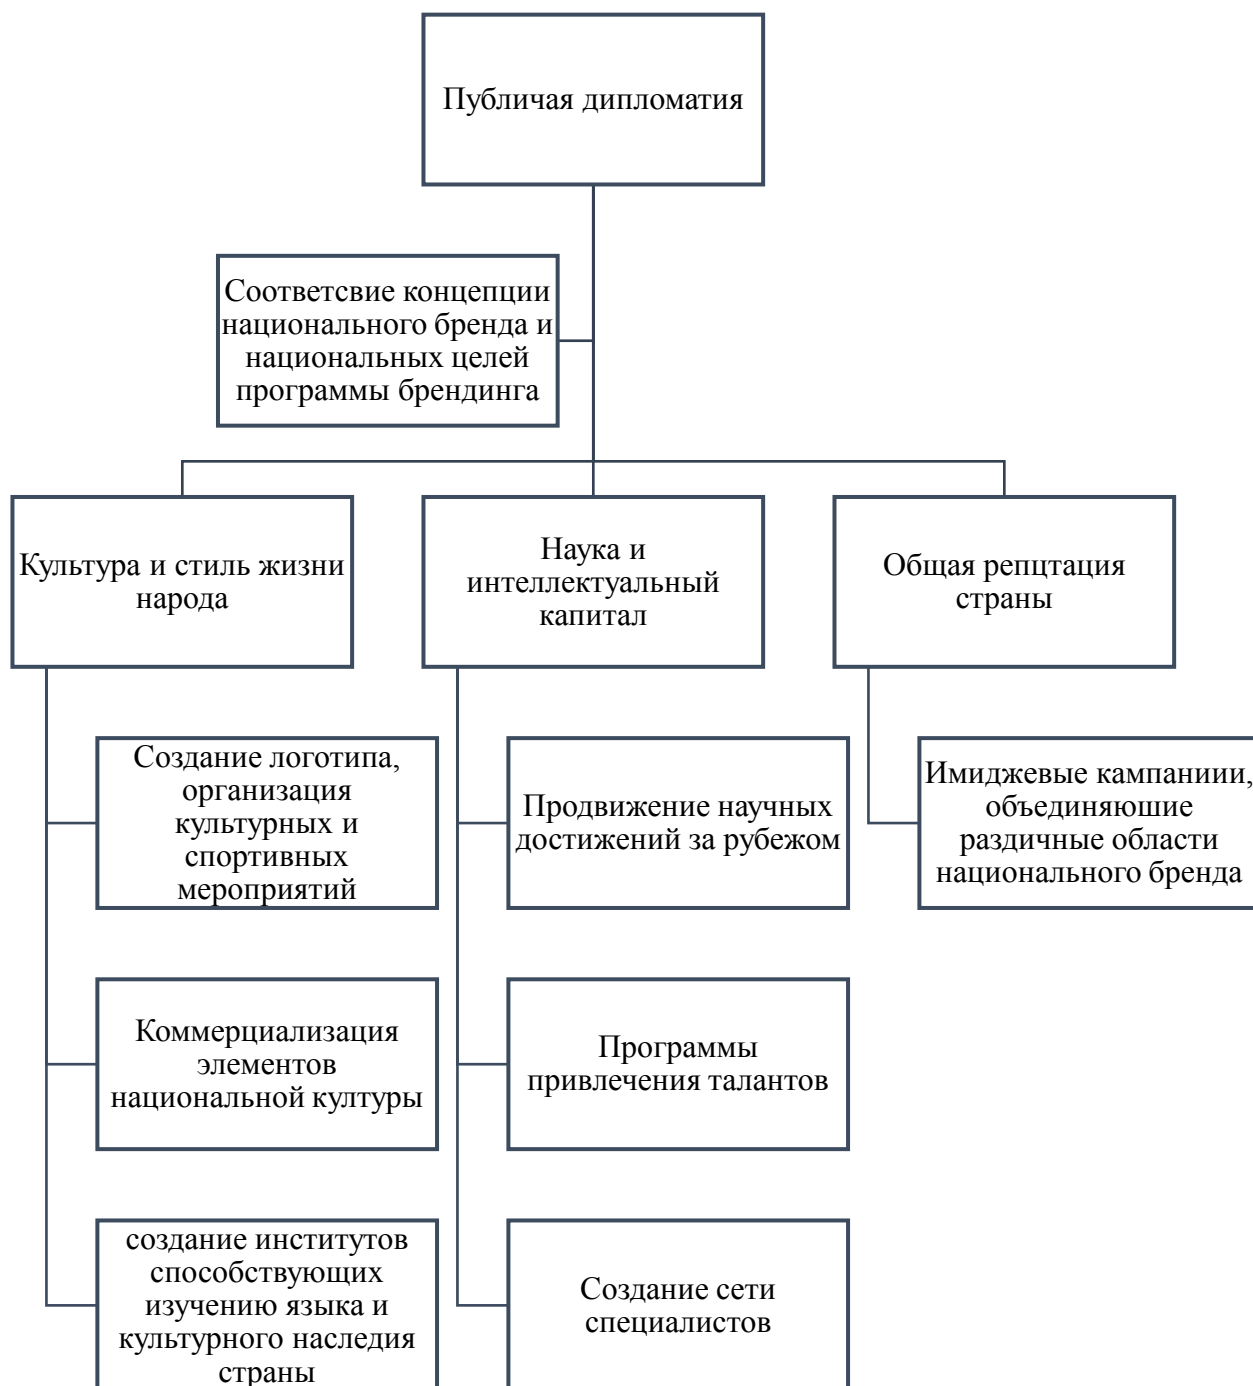 Публичая дипломатия
Соответсвие концепции
национального бренда и
национальных целей
программы брендинга
Культура и стиль жизни
народа
Наука и
интеллектуальный
капитал
Общая репцтация
страны
Создание логотипа,
организация
культурных и
спортивных
мероприятий
Продвижение научных
достижений за рубежом
Имиджевые кампаниии,
объединяюшие
раздичные области
национального бренда
Коммерциализация
элементов
национальной културы
Программы
привлечения талантов
создание институтов
способствующих
изучению языка и
культурного наследия
страны
Создание сети
специалистов